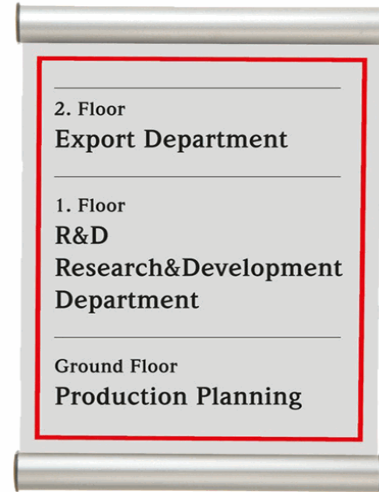 2. Floor
Export Department
1. Floor
R&D
Research&Development
Department
Ground Floor
Production Planning